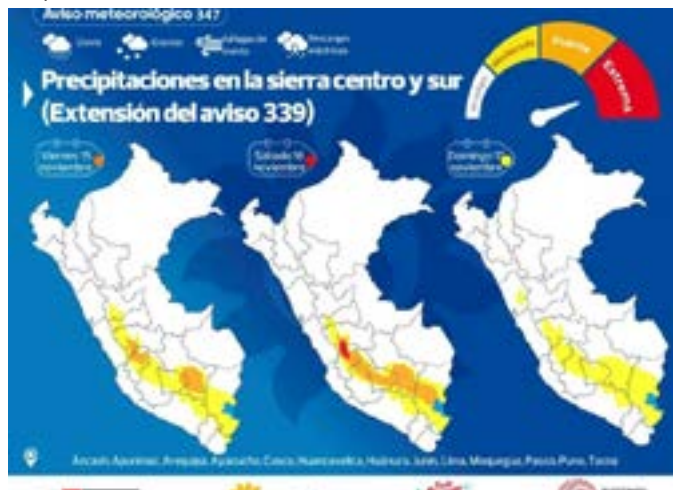 Aviso meteorológico 347
Lluvia
Granizo
Ráfagas de viento
Descargas eléctricas
Precipitaciones en la sierra centro y sur
(Extensión del aviso 339)
Moderada
Fuerte
Extrema
Viernes 15
noviembre
Sábado 16
noviembre
Domingo 17
noviembre
Áncash, Apurímac, Arequipa, Ayacucho, Cusco, Huancavelica, Huánuco, Junín, Lima, Moquegua, Pasco, Puno, Tacna